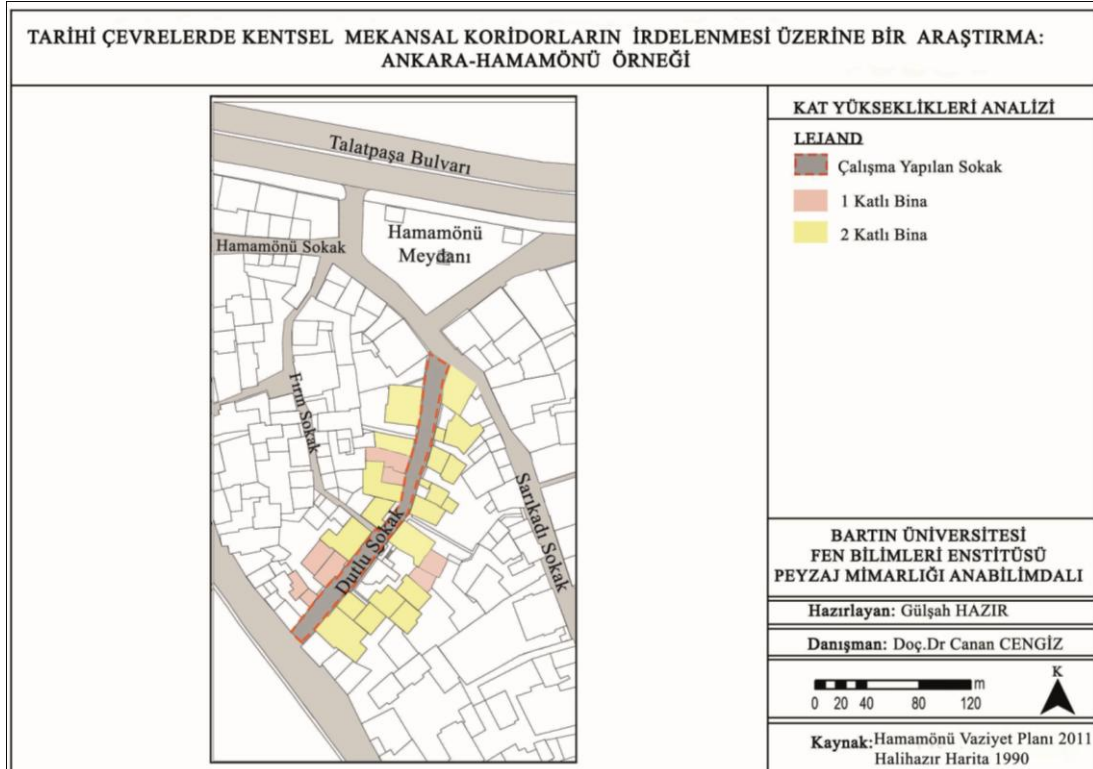 TARİHİ ÇEVRELERDE KENTSEL MEKANSAL KORİDORLARIN İRDELENMESİ ÜZERİNE BİR ARAŞTIRMA:
ANKARA-HAMAMÖNÜ ÖRNEĞİ
Talatpaşa Bulvarı
Hamamönü Sokak
Hamamönü
Meydanı
Fırın Sokak
Sarıkadı Sokak
Dutlu Sokak
KAT YÜKSEKLİKLERİ ANALİZİ
LEJAND
Çalışma Yapılan Sokak
1 Katlı Bina
2 Katlı Bina
BARTIN ÜNİVERSİTESİ
FEN BİLİMLERİ ENSTİTÜSÜ
PEYZAJ MİMARLIĞI ANABİLİMDALI
Hazırlayan: Gülşah HAZIR
Danışman: Doç.Dr Canan CENGİZ
m
0 20 40 80 120
K
Kaynak: Hamamönü Vaziyet Planı 2011
Halihazır Harita 1990